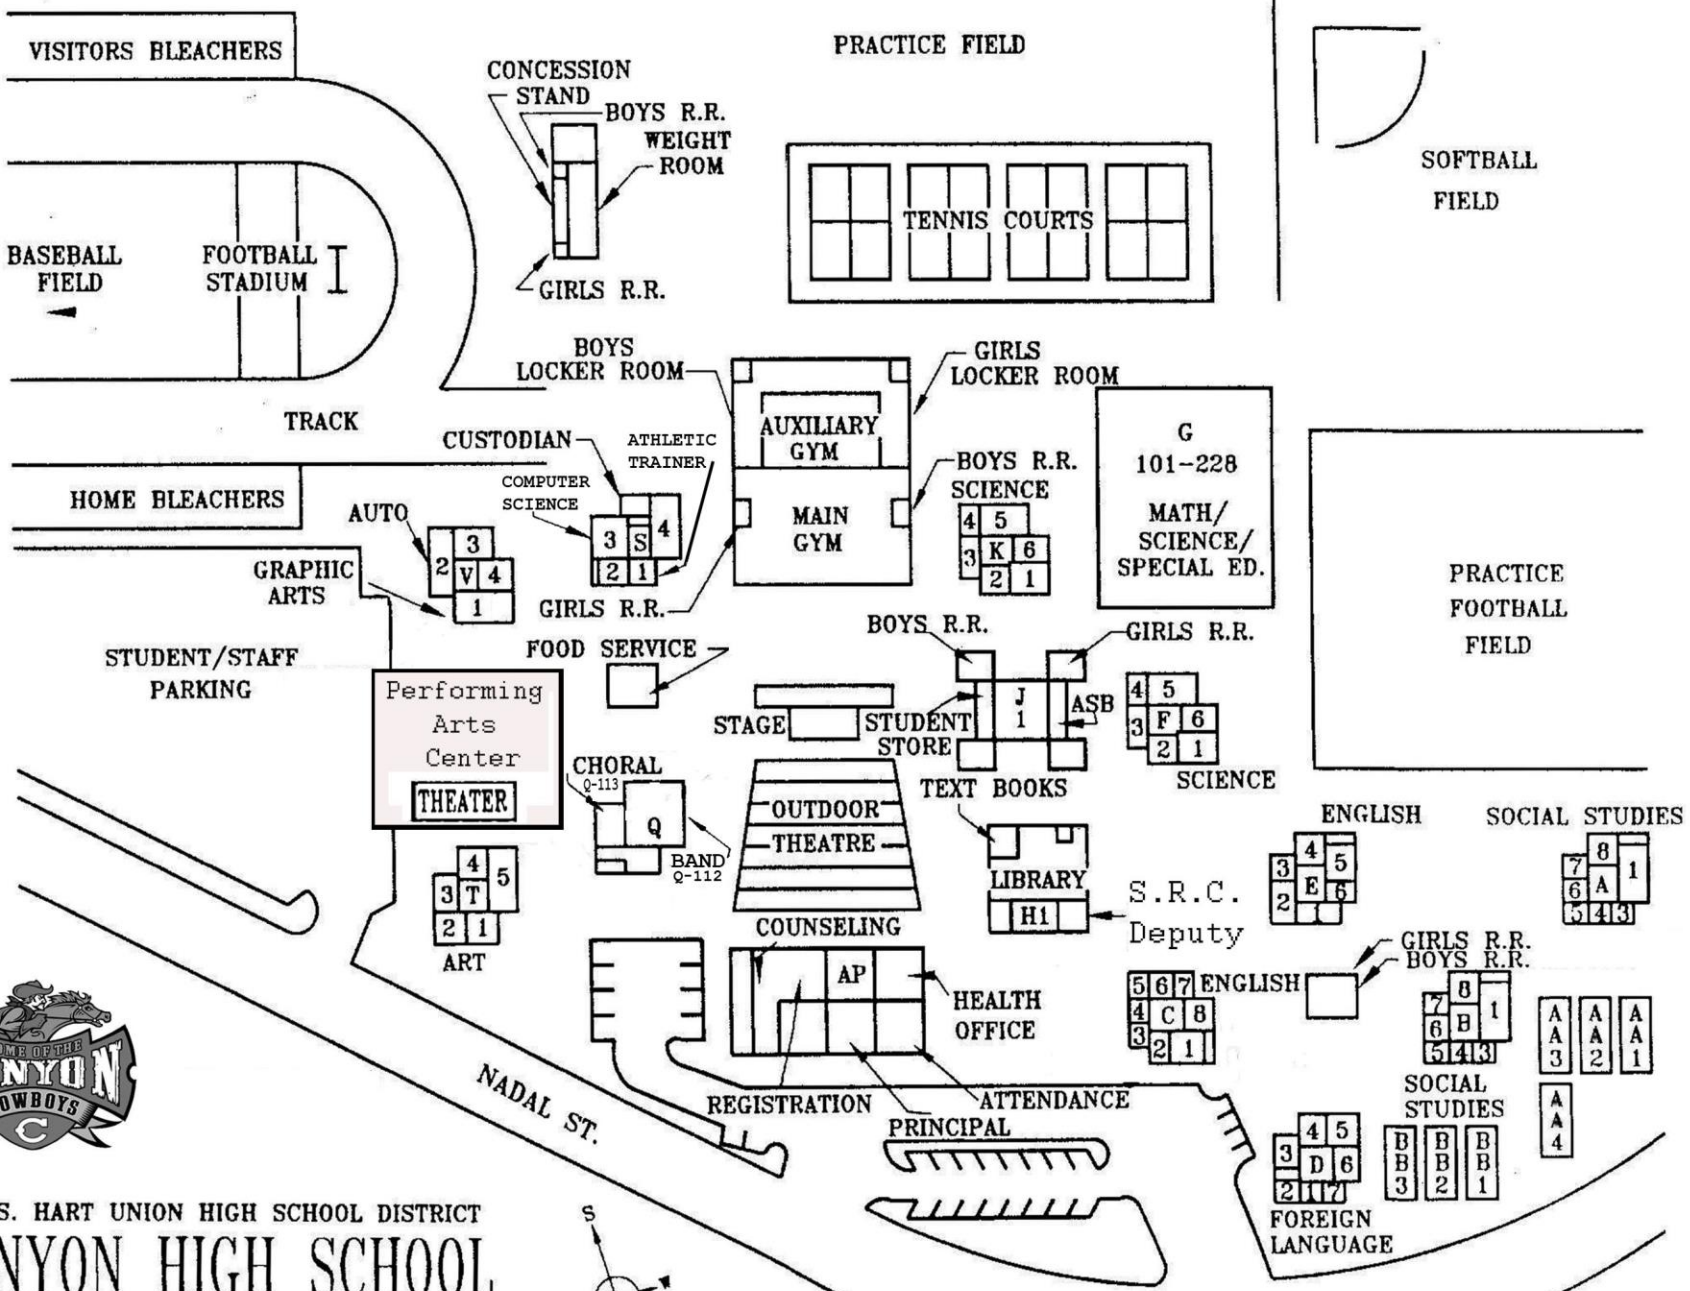 VISITORS BLEACHERS
CONCESSION
STAND
BOYS R.R.
WEIGHT
ROOM
GIRLS R.R.
PRACTICE FIELD
TENNIS COURTS
SOFTBALL
FIELD
BASEBALL
FIELD
FOOTBALL
STADIUM
TRACK
HOME BLEACHERS
BOYS
LOCKER ROOM
GIRLS
LOCKER ROOM
AUXILIARY
GYM
MAIN
GYM
CUSTODIAN
ATHLETIC
TRAINER
COMPUTER
SCIENCE
3 S 4
2 1
GIRLS R.R.
AUTO
GRAPHIC
ARTS
3
2 V 4
1
BOYS R.R.
SCIENCE
4 5
3 K 6
2 1
G
101-228
MATH/
SCIENCE/
SPECIAL ED.
PRACTICE
FOOTBALL
FIELD
STUDENT/STAFF
PARKING
Performing
Arts
Center
THEATER
FOOD SERVICE
STAGE
BOYS R.R.
GIRLS R.R.
J
1
ASB
STUDENT
STORE
4 5
3 F 6
2 1
SCIENCE
CHORAL
Q-113
Q
BAND
Q-112
OUTDOOR
THEATRE
TEXT BOOKS
LIBRARY
H1
S.R.C.
Deputy
ENGLISH
4
3 5
E
2 6
1
SOCIAL STUDIES
8
7 1
6 A
5 4 3
4 5
3 T
2 1
ART
COUNSELING
AP
HEALTH
OFFICE
REGISTRATION
PRINCIPAL
ATTENDANCE
5 6 7
4 C 8
3
2 1
ENGLISH
GIRLS R.R.
BOYS R.R.
8
7 1
6 B
5 4 3
SOCIAL
STUDIES
AA3
AA2
AA1
AA4
BB3
BB2
BB1
4 5
3 D 6
2 1 7
FOREIGN
LANGUAGE
NADAL ST.
OME OF THE
NYON
OWBOYS
C
S. HART UNION HIGH SCHOOL DISTRICT
NYON HIGH SCHOOL
S